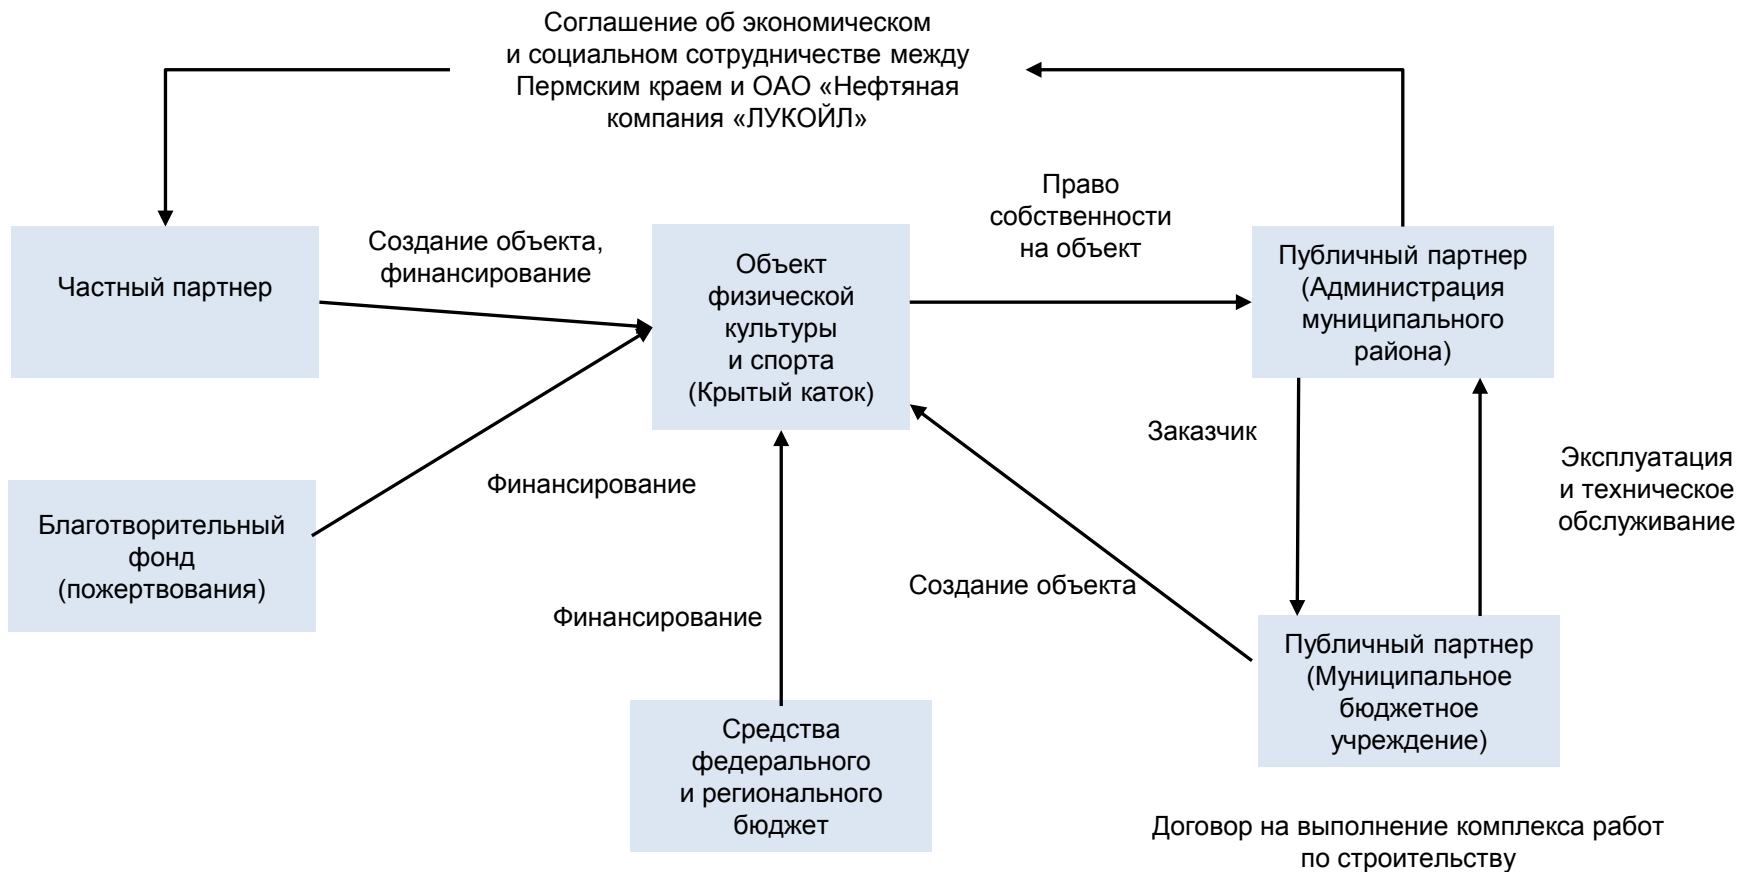 Соглашение об экономическом
и социальном сотрудничестве между
Пермским краем и ОАО «Нефтяная
компания «ЛУКОЙЛ»
Право
собственности
на объект
Частный партнер
Создание объекта,
финансирование
Объект
физической
культуры
и спорта
(Крытый каток)
Публичный партнер
(Администрация
муниципального
района)
Заказчик
Эксплуатация
и техническое
обслуживание
Финансирование
Благотворительный
фонд
(пожертвования)
Создание объекта
Финансирование
Публичный партнер
(Муниципальное
бюджетное
учреждение)
Средства
федерального
и регионального
бюджет
Договор на выполнение комплекса работ
по строительству